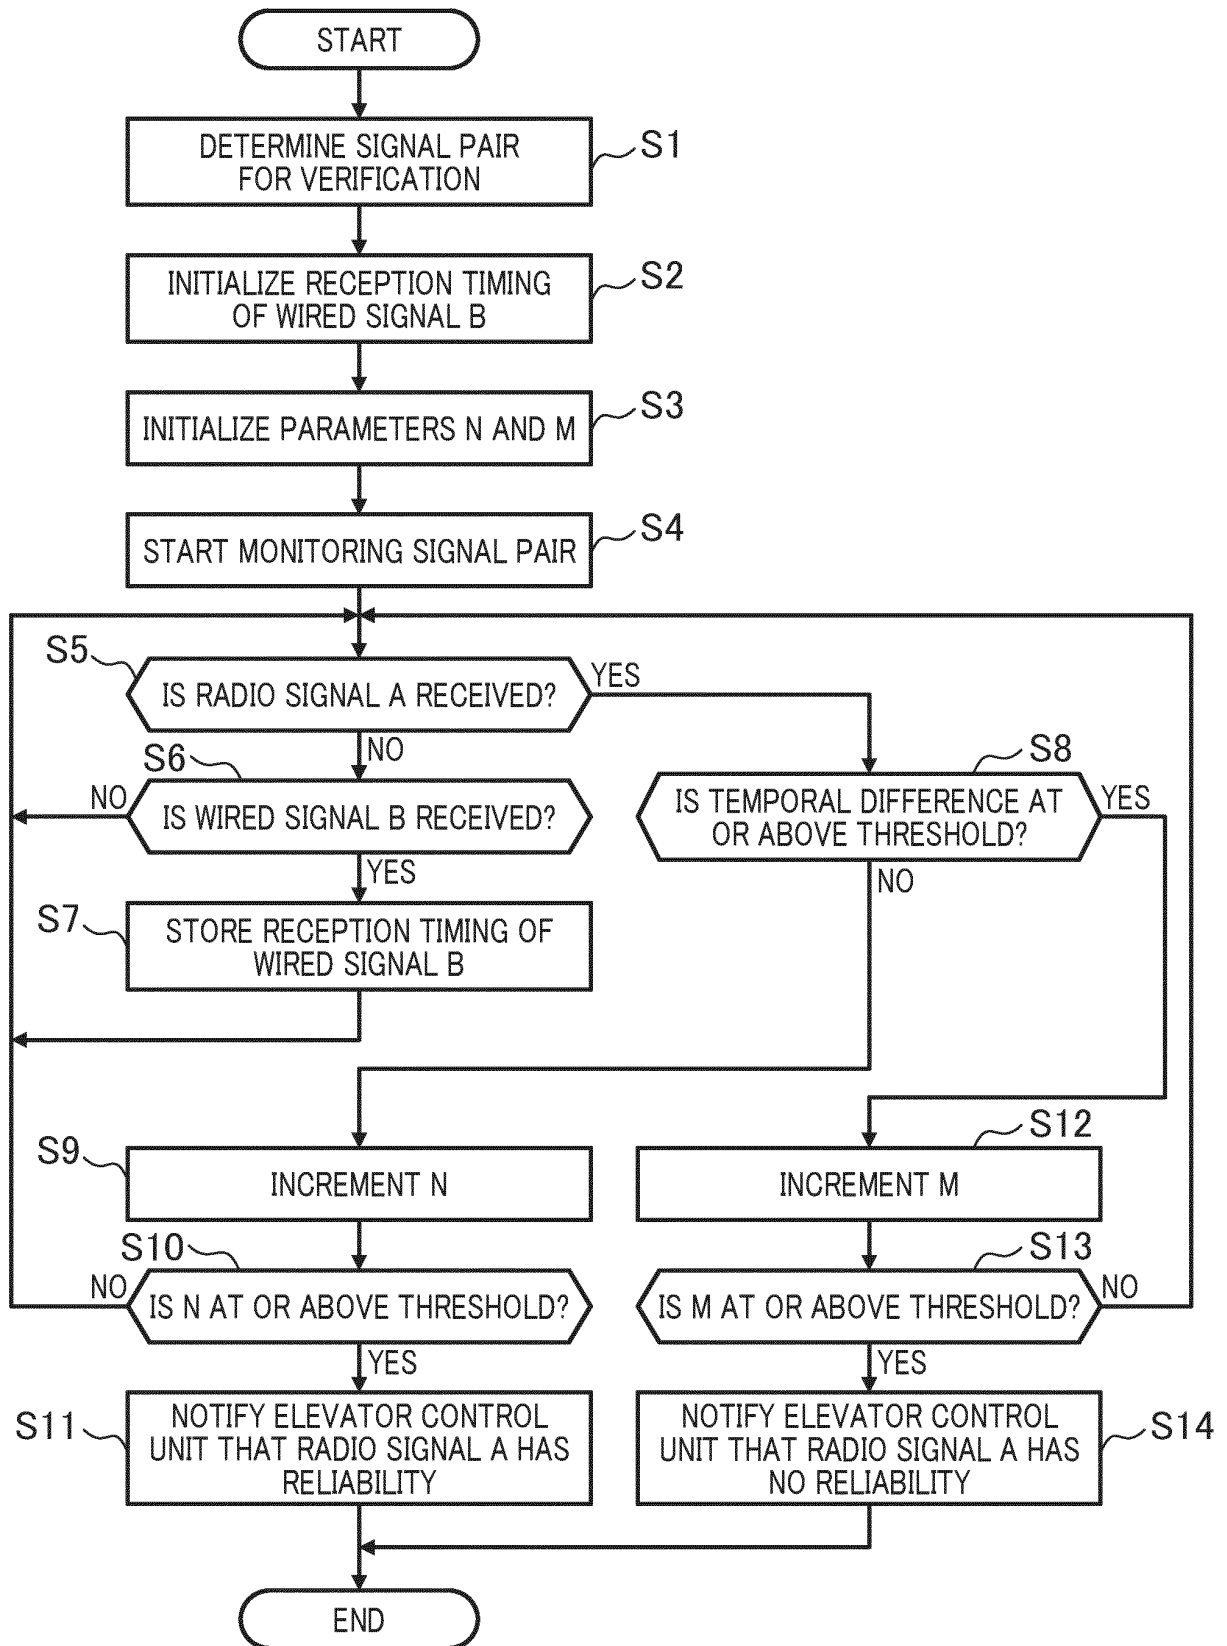 START
DETERMINE SIGNAL PAIR
FOR VERIFICATION
S1
INITIALIZE RECEPTION TIMING
OF WIRED SIGNAL B
S2
INITIALIZE PARAMETERS N AND M
S3
START MONITORING SIGNAL PAIR
S4
S5
IS RADIO SIGNAL A RECEIVED?
YES
NO
S6
NO
IS WIRED SIGNAL B RECEIVED?
YES
S8
IS TEMPORAL DIFFERENCE AT
OR ABOVE THRESHOLD?
YES
NO
S7
STORE RECEPTION TIMING OF
WIRED SIGNAL B
S9
INCREMENT N
S12
INCREMENT M
S10
NO
IS N AT OR ABOVE THRESHOLD?
YES
S13
IS M AT OR ABOVE THRESHOLD?
NO
YES
S11
NOTIFY ELEVATOR CONTROL
UNIT THAT RADIO SIGNAL A HAS
RELIABILITY
NOTIFY ELEVATOR CONTROL
UNIT THAT RADIO SIGNAL A HAS
NO RELIABILITY
S14
END